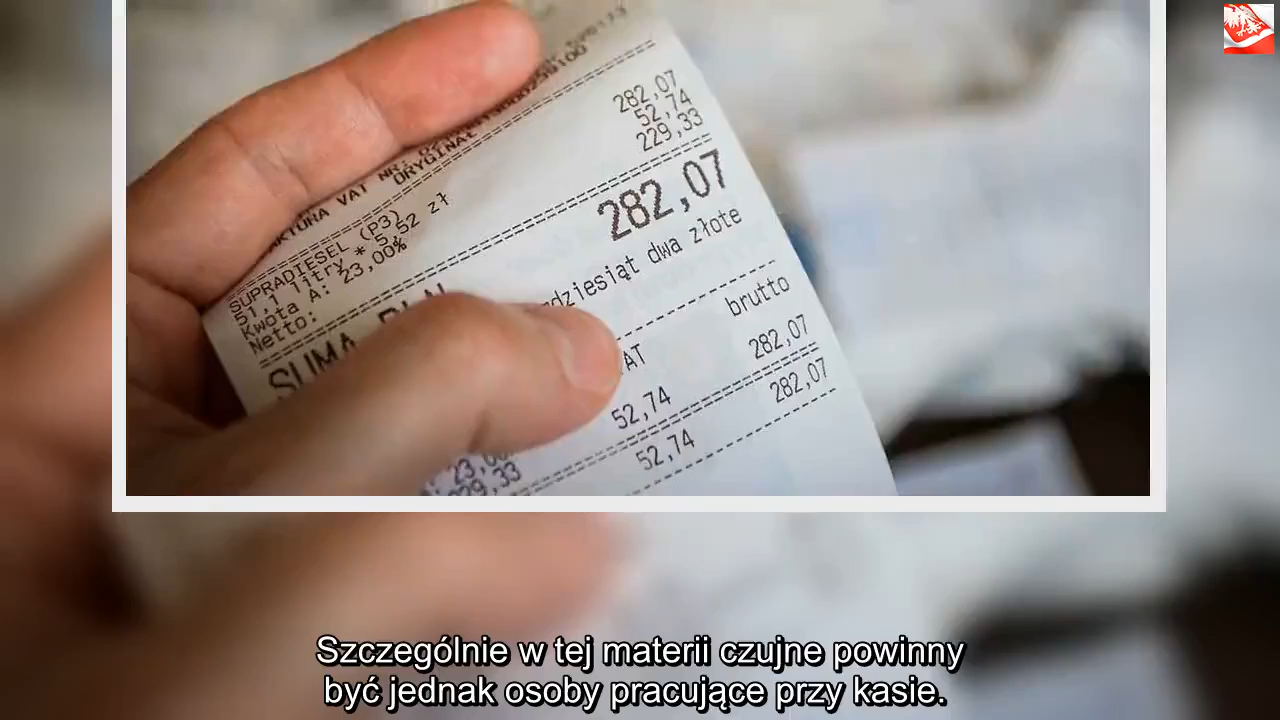 ORYGINAŁ
SUPRADIESEL (P3)
51,1 litry * 5,52 zł 282,07
Kwota A: 23,00% 52,74
Netto: 229,33
SUMA PLN 282,07
dwa złote
brutto
52,74 282,07
52,74 282,07
Szczególnie w tej materii czujne powinny
być jednak osoby pracujące przy kasie.